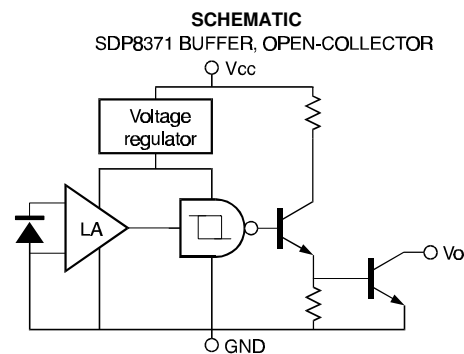 SCHEMATIC
SDP8371 BUFFER, OPEN-COLLECTOR
Vcc
Voltage
regulator
LA
Vo
GND